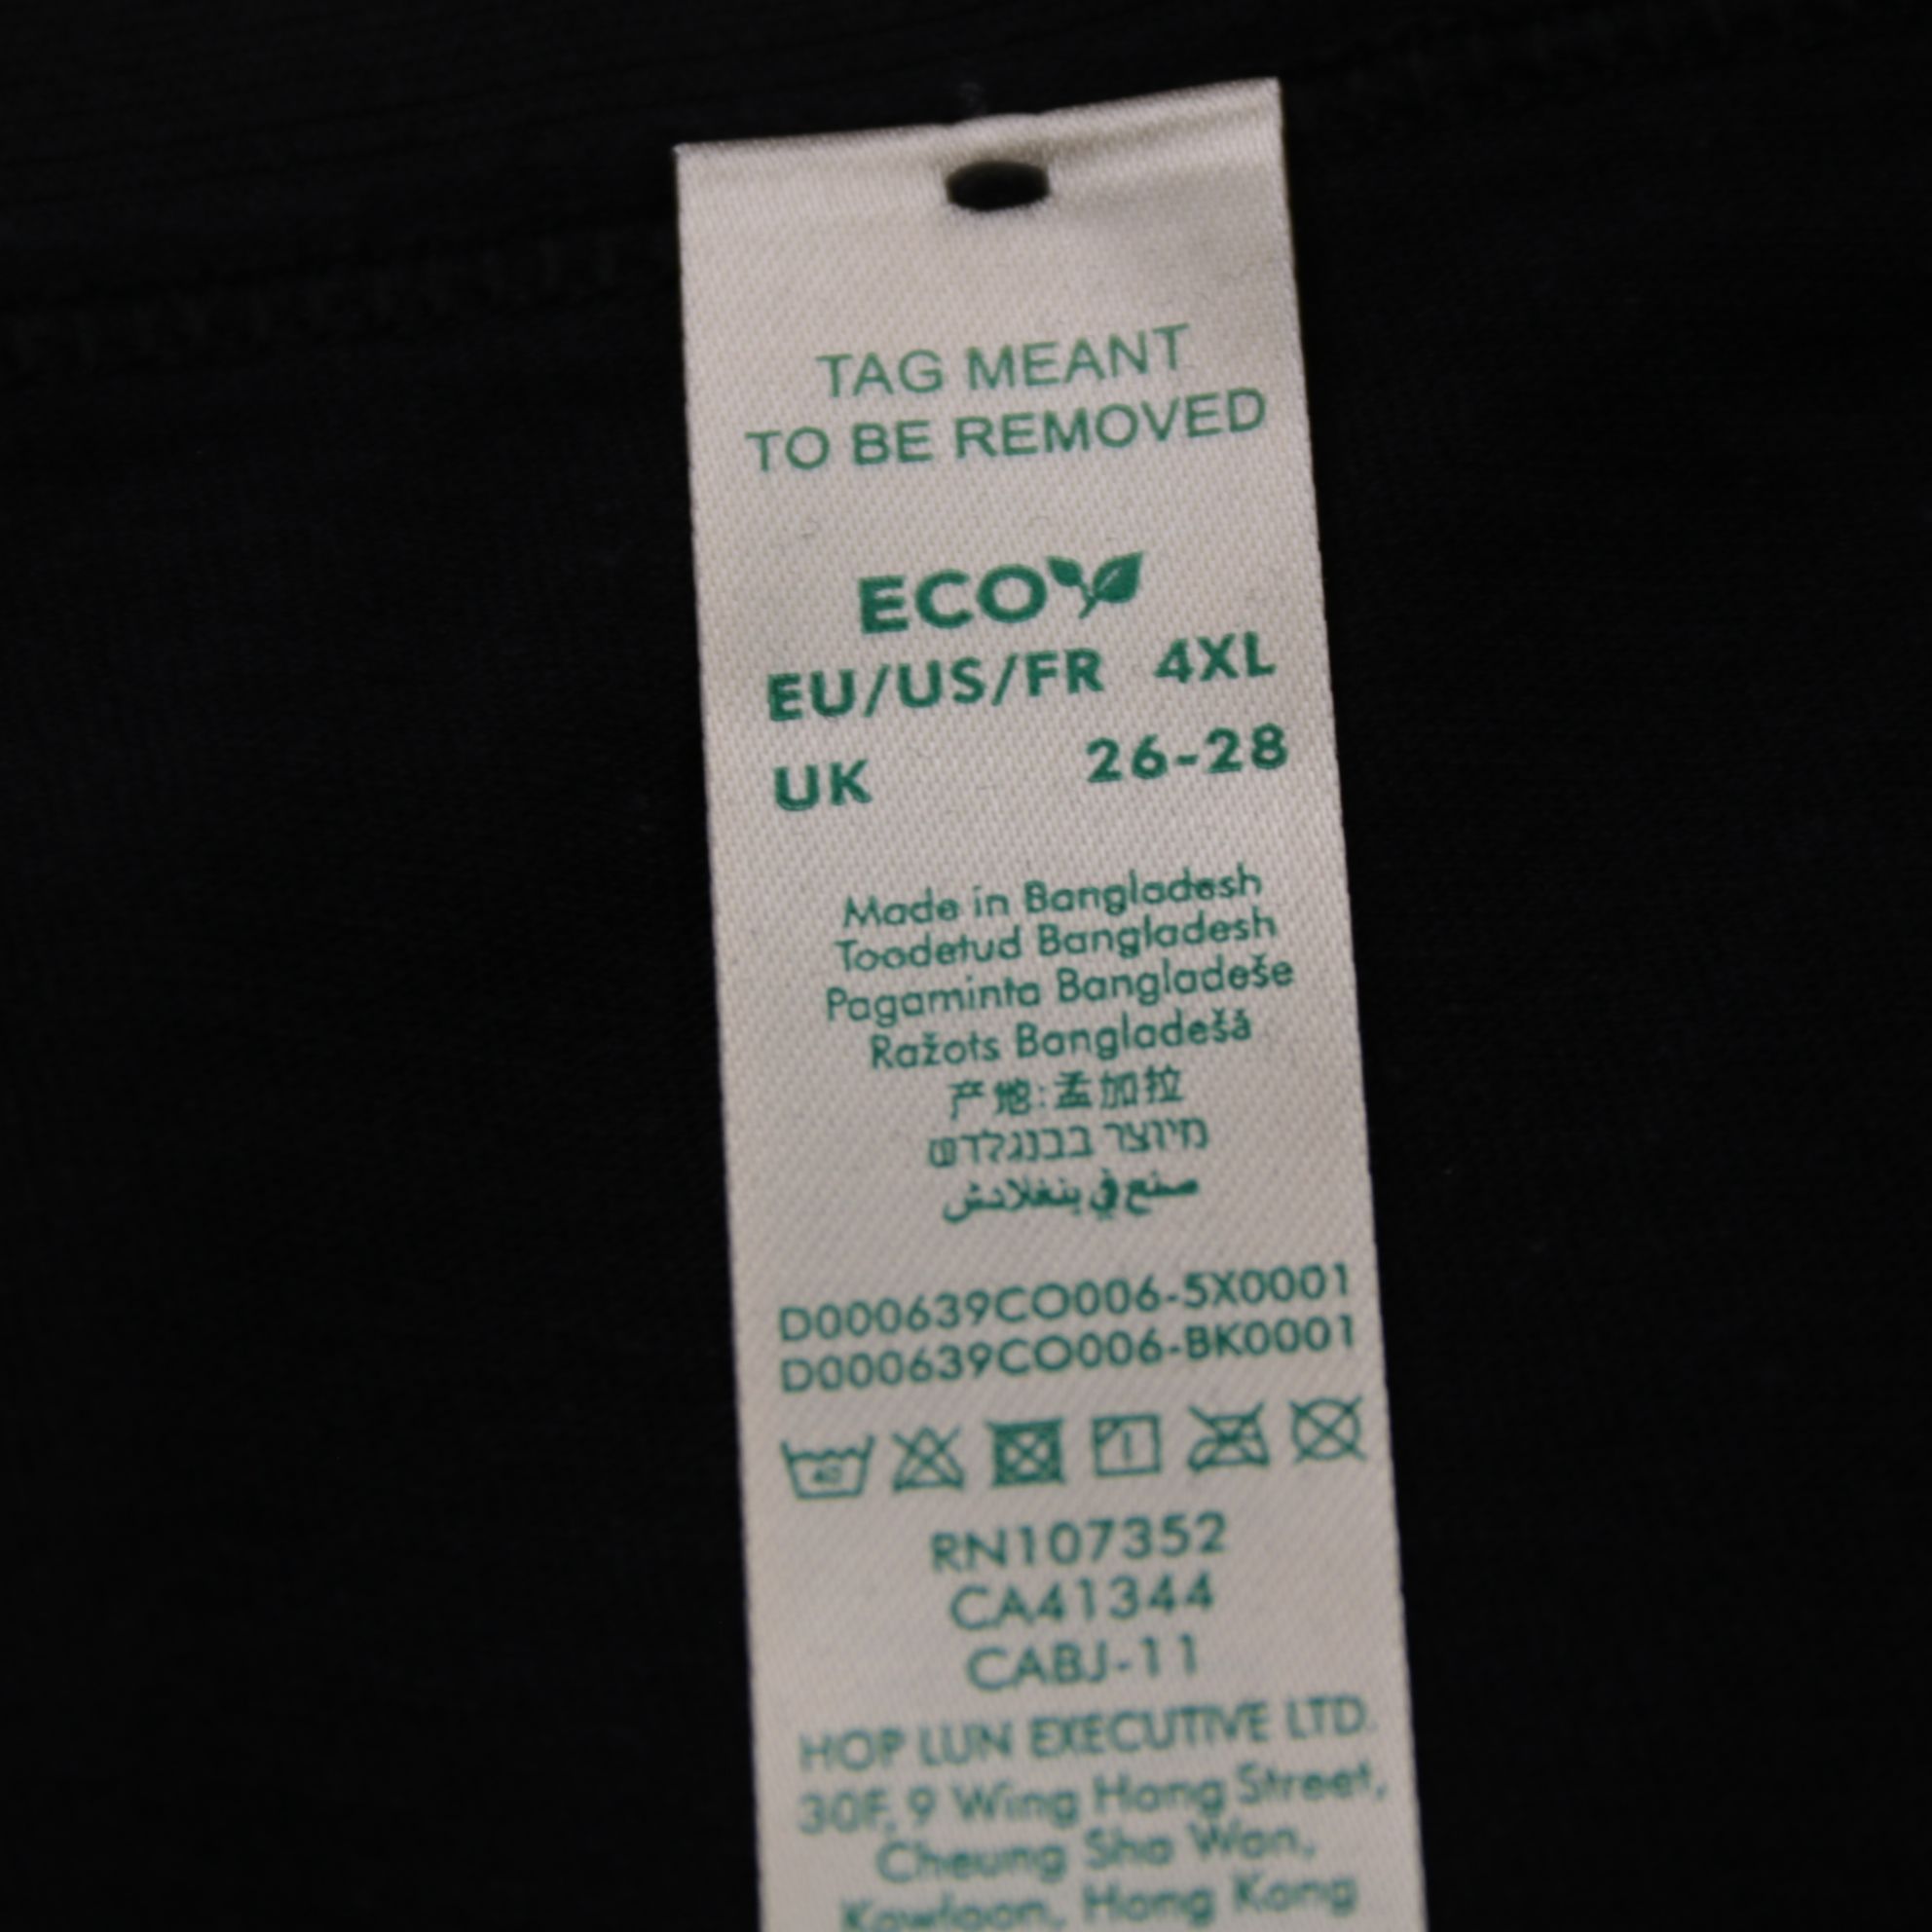 TAG MEANT
TO BE REMOVED
ECO
EU/US/FR 4XL
UK 26-28
Made in Bangladesh
Toodetud Bangladesh
Pagaminta Bangladeše
Ražots Bangladešā
产地:孟加拉
מיוצר בבנגלדש
صنع في بنغلادش
D000639CO006-5X0001
D000639CO006-BK0001
40
RN107352
CA41344
CABJ-11
HOP LUN EXECUTIVE LTD.
30F, 9 Wing Hong Street,
Cheung Sha Wan,
Kowloon, Hong Kong